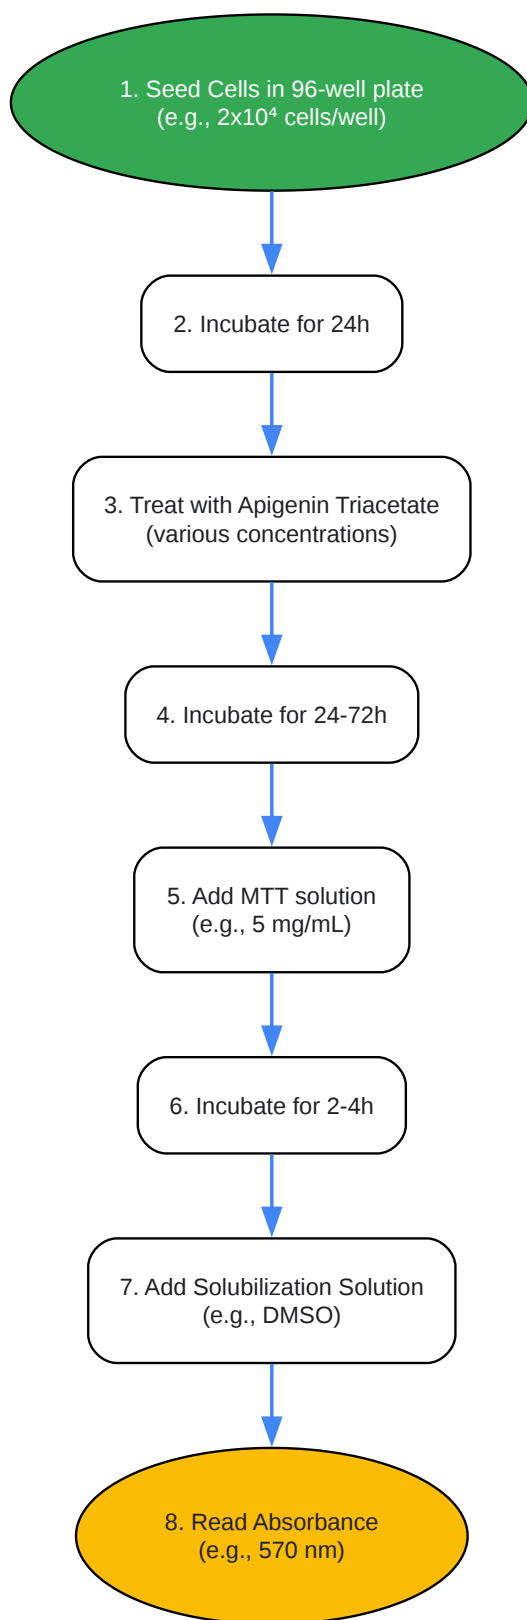 1. Seed Cells in 96-well plate
(e.g., 2x10⁴ cells/well)
2. Incubate for 24h
3. Treat with Apigenin Triacetate
(various concentrations)
4. Incubate for 24-72h
5. Add MTT solution
(e.g., 5 mg/mL)
6. Incubate for 2-4h
7. Add Solubilization Solution
(e.g., DMSO)
8. Read Absorbance
(e.g., 570 nm)